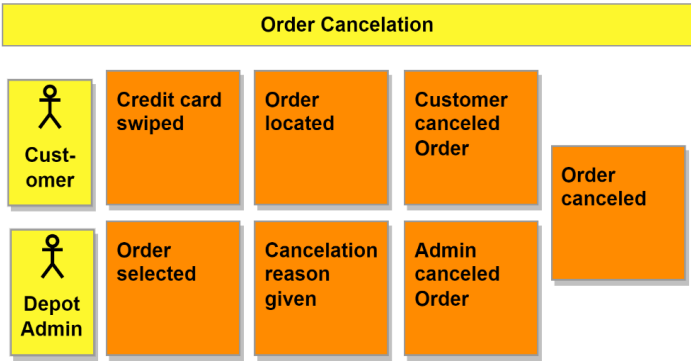 Order Cancelation
Cust-
omer
Credit card
swiped
Order
located
Customer
canceled
Order
Order
canceled
Depot
Admin
Order
selected
Cancelation
reason
given
Admin
canceled
Order